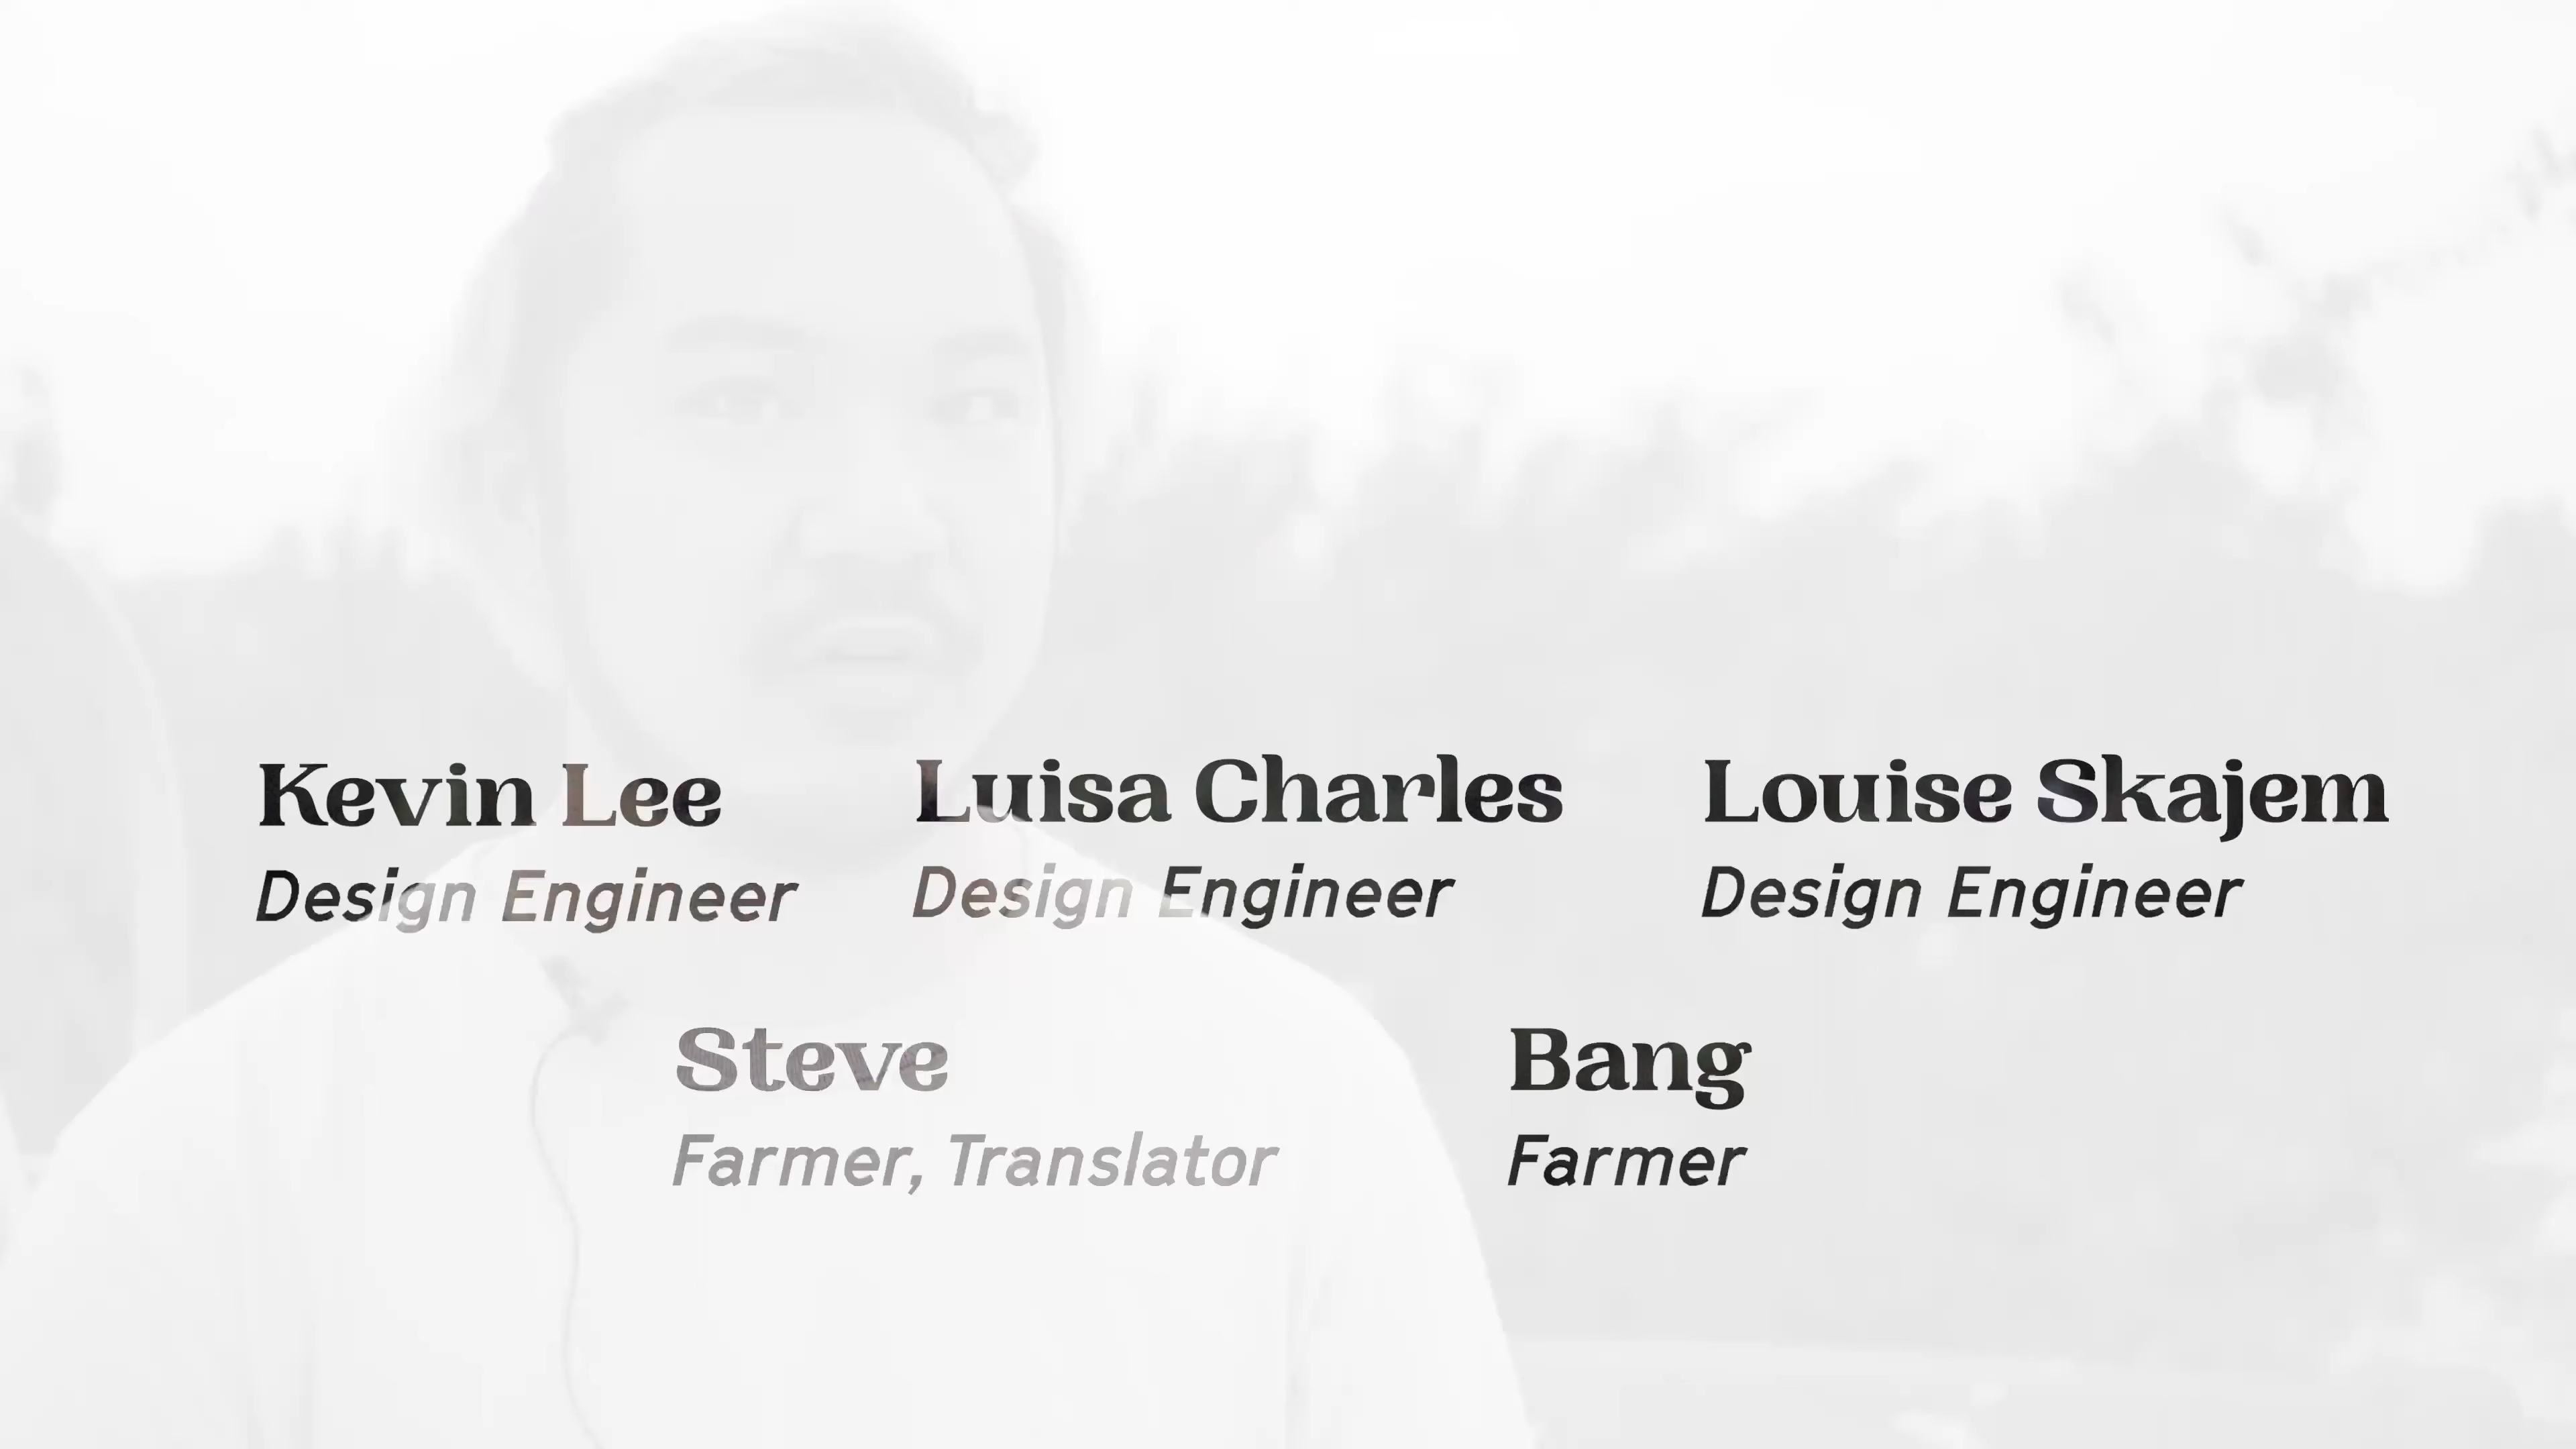 Kevin Lee
Design Engineer
Luisa Charles
Design Engineer
Louise Skajem
Design Engineer
Steve
Farmer, Translator
Bang
Farmer